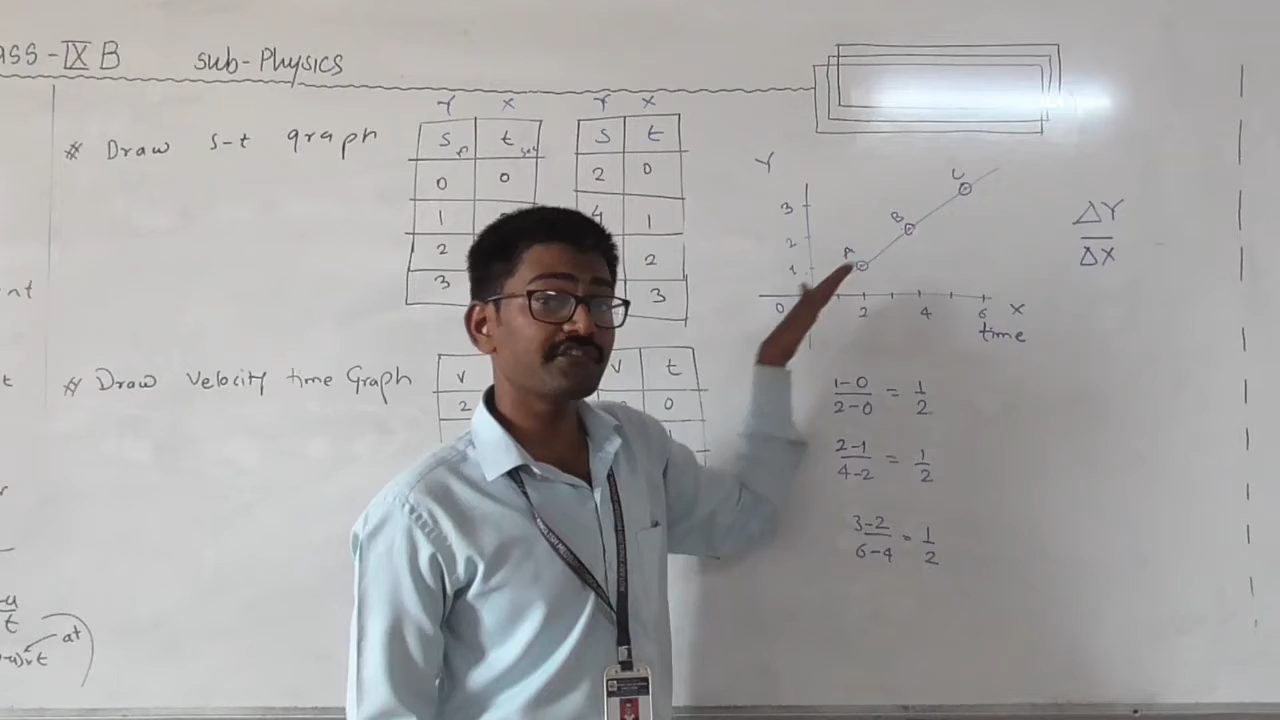 ASS - IX B sub-Physics
# Draw s-t graph
Y X
S t
0 0
1
2
3
Y X
S t
2 0
4 1
2
3
# Draw Velocity time Graph
V
2
V t
0
Y
3
2
1
A
B
C
0 2 4 6 X
time
ΔY
ΔX
1-0
2-0
= 1
2
2-1
4-2
= 1
2
3-2
6-4
= 1
2
at
t